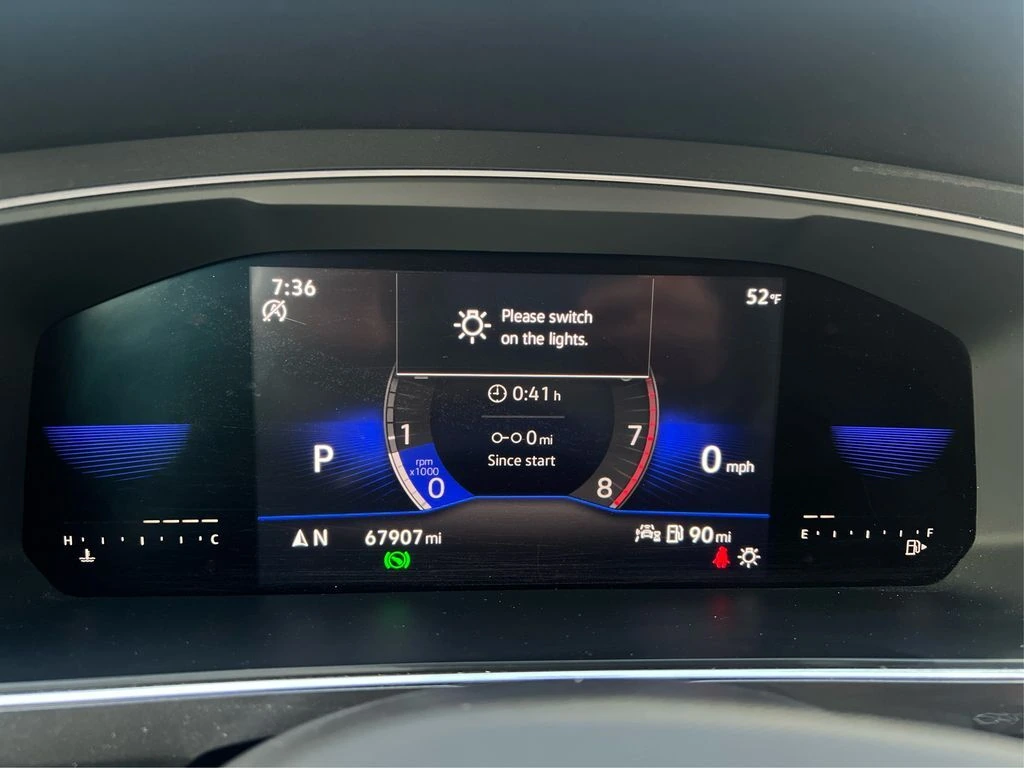 7:36
52°F
Please switch
on the lights.
0:41 h
1
7
0 mi
Since start
rpm
x1000
P
0 mph
0
8
H
C
N
67907 mi
90 mi
E
F